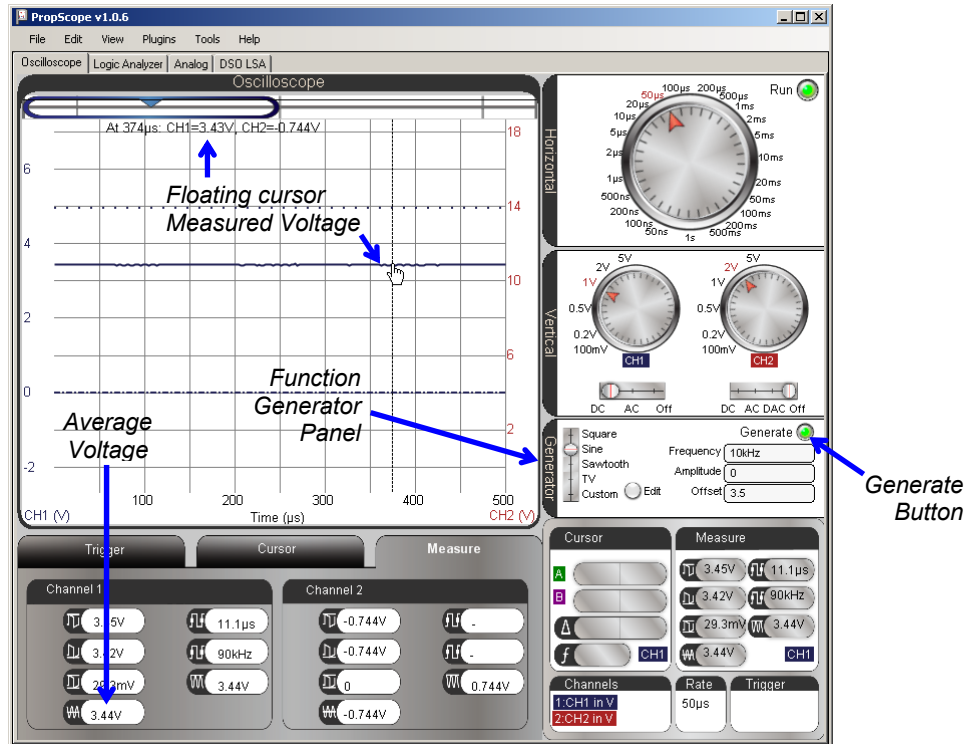 PropScope v1.0.6
File Edit View Plugins Tools Help
Oscilloscope Logic Analyzer Analog DSO LSA
Oscilloscope
At 374µs: CH1=3.43V, CH2=-0.744V
18
6
14
4
10
2
6
0
2
-2
100 200 300 400 500
CH1 (V) Time (µs) CH2 (V)
Floating cursor
Measured Voltage
Function
Generator
Panel
Average
Voltage
Horizontal
Run
50ns
100ns
200ns
500ns
1µs
2µs
5µs
10µs
20µs
50µs
100µs
200µs
500µs
1ms
2ms
5ms
10ms
20ms
50ms
100ms
200ms
500ms
1s
Vertical
5V
2V
1V
0.5V
0.2V
100mV
CH1
5V
2V
1V
0.5V
0.2V
100mV
CH2
DC AC Off
DC AC DAC Off
Generator
Square
Sine
Sawtooth
TV
Custom Edit
Generate
Frequency 10kHz
Amplitude 0
Offset 3.5
Generate
Button
Trigger Cursor Measure
Channel 1
11.1µs
90kHz
3.44V
3.44V
Channel 2
-0.744V -
-0.744V -
0 0.744V
-0.744V
Cursor
A
B
Δ
f CH1
Measure
3.45V 11.1µs
3.42V 90kHz
29.3mV 3.44V
3.44V CH1
Channels
1:CH1 in V
2:CH2 in V
Rate
50µs
Trigger